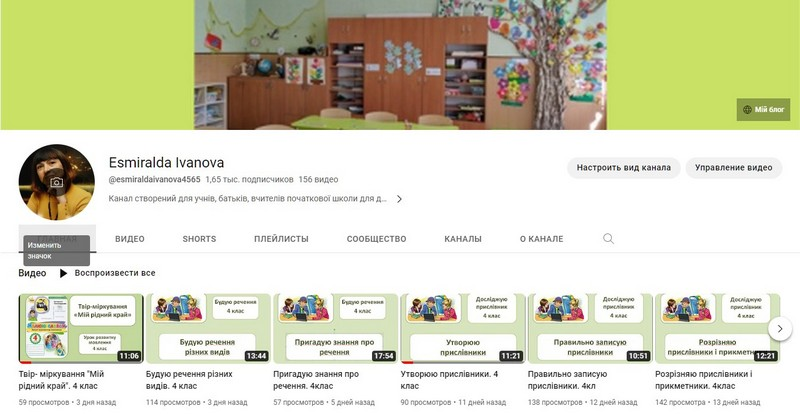 Мій блог
Esmiralda Ivanova
@esmiraldaivanova4565 1,65 тыс. подписчиков 156 видео
Канал створений для учнів, батьків, вчителів початкової школи для д…
Настроить вид канала
Управление видео
ВИДЕО
SHORTS
ПЛЕЙЛИСТЫ
СООБЩЕСТВО
КАНАЛЫ
О КАНАЛЕ
Изменить
значок
Видео
Воспроизвести все
Твір-міркування
«Мій рідний край»
Урок розвитку
мовлення
4 клас
11:06
Будую речення
4 клас
Будую речення
різних видів
13:44
Будую речення
4 клас
Пригадую знання про
речення
17:54
Досліджую
прислівник
4 клас
Утворюю
прислівники
11:21
Досліджую
прислівник
4 клас
Правильно записую
прислівники
10:51
Досліджую
прислівник
4 клас
Розрізняю
прислівники і прикметн
12:21
Твір- міркування "Мій
рідний край". 4 клас
59 просмотров • 3 дня назад
Будую речення різних
видів. 4 клас
114 просмотров • 3 дня назад
Пригадую знання про
речення. 4клас
57 просмотров • 5 дней назад
Утворюю прислівники. 4
клас
90 просмотров • 11 дней назад
Правильно записую
прислівники. 4кл
138 просмотров • 12 дней назад
Розрізняю прислівники і
прикметники. 4клас
142 просмотра • 13 дней назад